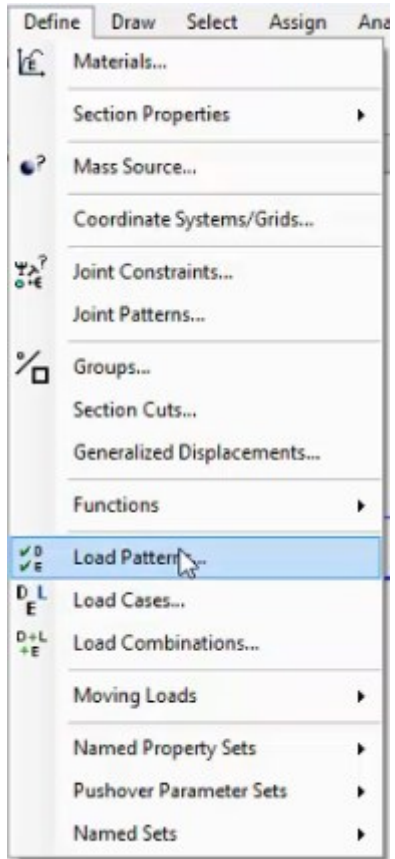 Define Draw Select Assign Ana
Materials...
Section Properties
Mass Source...
Coordinate Systems/Grids...
Joint Constraints...
Joint Patterns...
Groups...
Section Cuts...
Generalized Displacements...
Functions
Load Patterns...
Load Cases...
Load Combinations...
Moving Loads
Named Property Sets
Pushover Parameter Sets
Named Sets